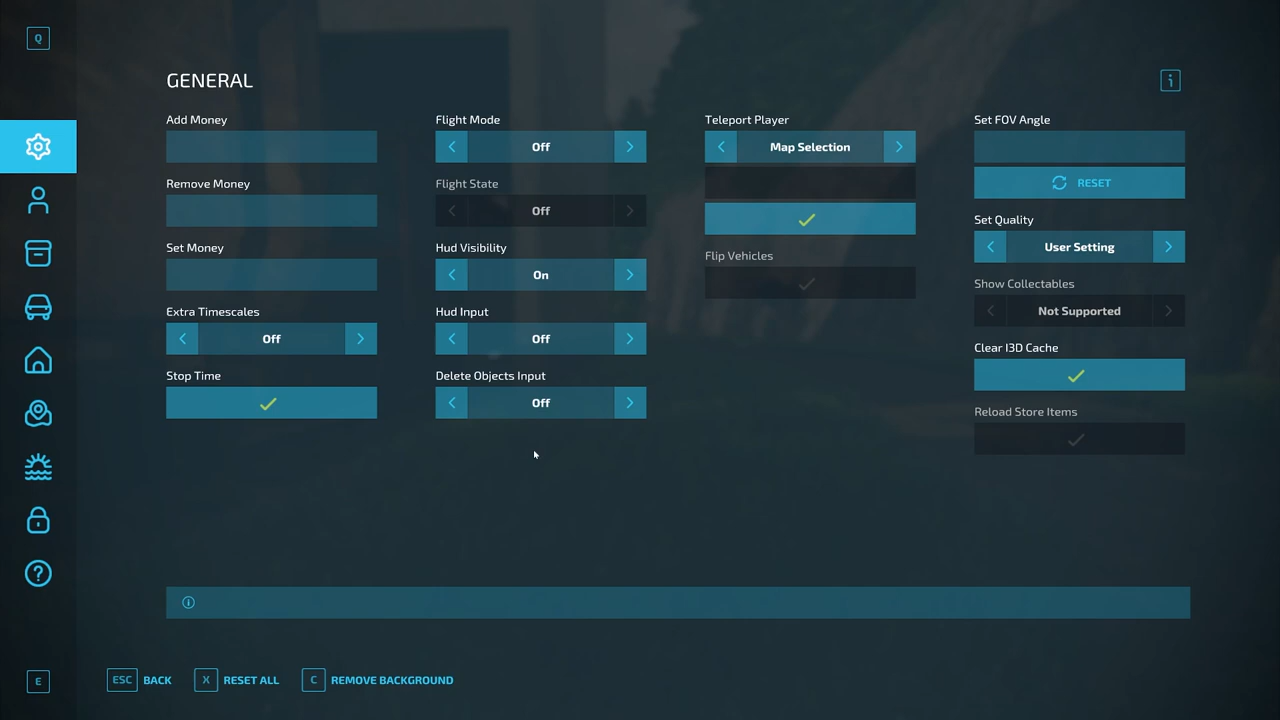 Q
GENERAL
Add Money
Remove Money
Set Money
Extra Timescales
Off
Stop Time
Flight Mode
Off
Flight State
Off
Hud Visibility
On
Hud Input
Off
Delete Objects Input
Off
Teleport Player
Map Selection
Flip Vehicles
Set FOV Angle
RESET
Set Quality
User Setting
Show Collectables
Not Supported
Clear I3D Cache
Reload Store Items
E
ESC BACK X RESET ALL C REMOVE BACKGROUND